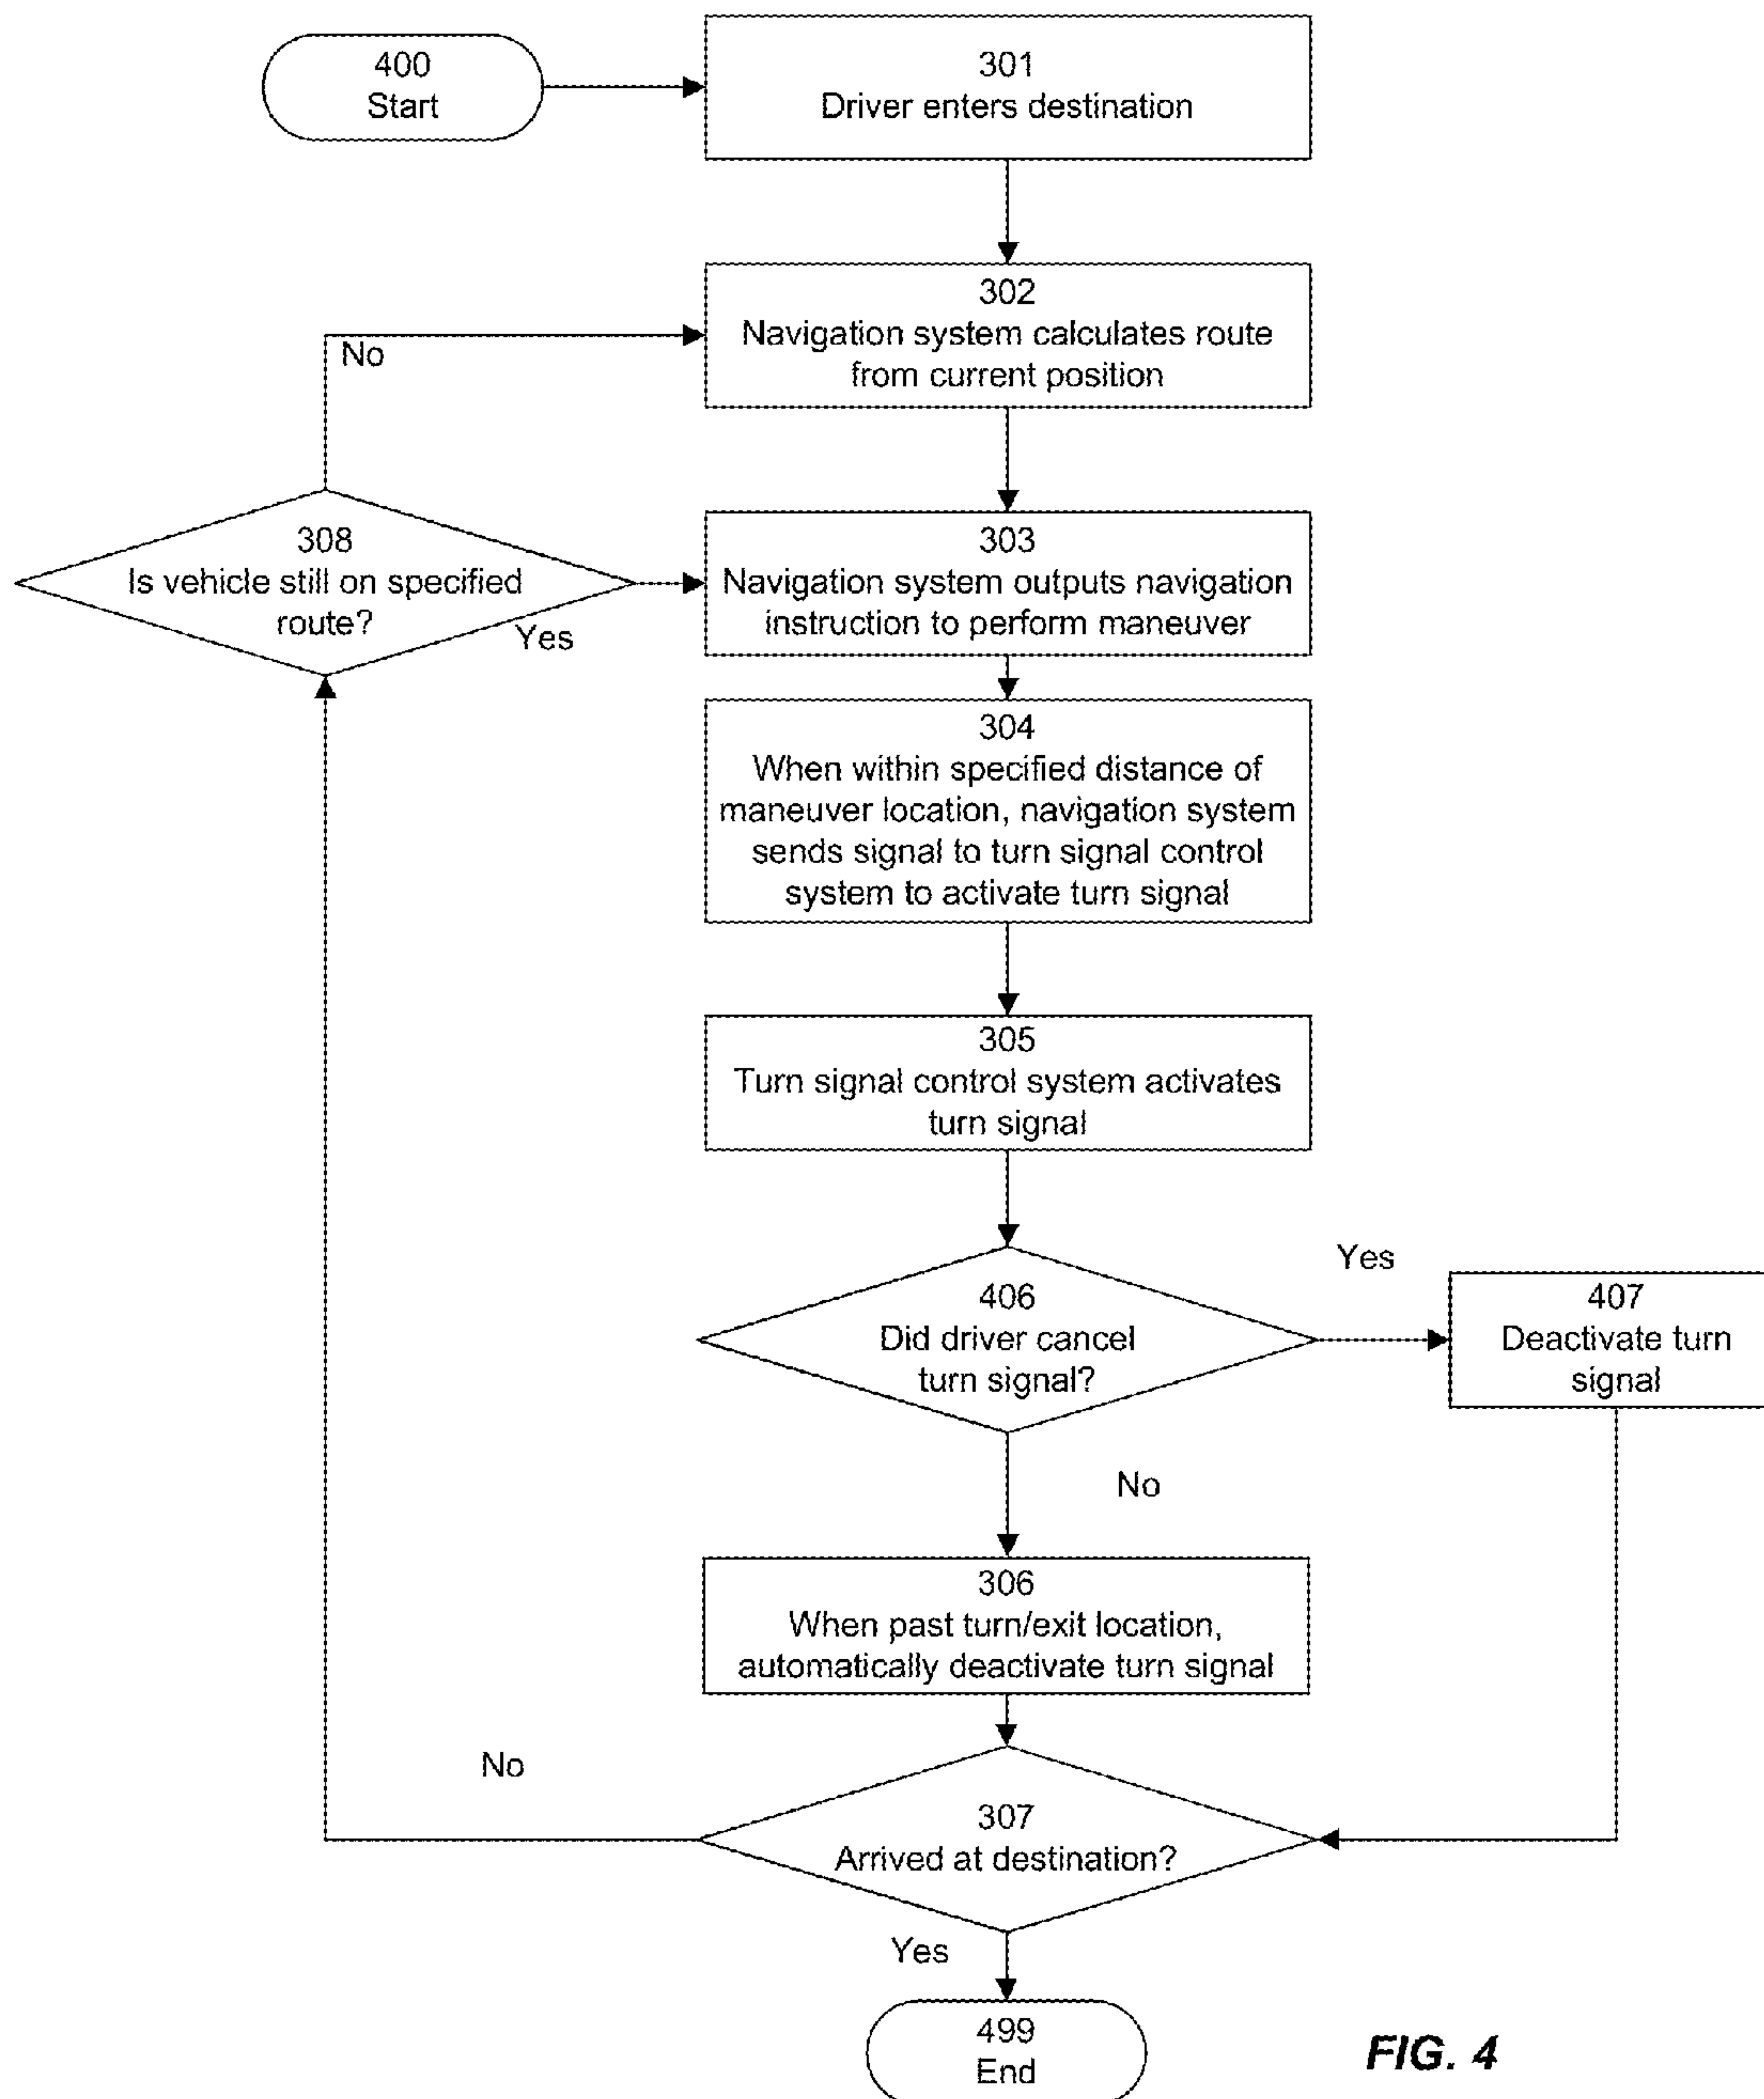 400
Start
301
Driver enters destination
302
Navigation system calculates route
from current position
No
308
Is vehicle still on specified
route?
Yes
303
Navigation system outputs navigation
instruction to perform maneuver
304
When within specified distance of
maneuver location, navigation system
sends signal to turn signal control
system to activate turn signal
305
Turn signal control system activates
turn signal
406
Did driver cancel
turn signal?
Yes
407
Deactivate turn
signal
No
306
When past turn/exit location,
automatically deactivate turn signal
No
307
Arrived at destination?
Yes
499
End
FIG. 4